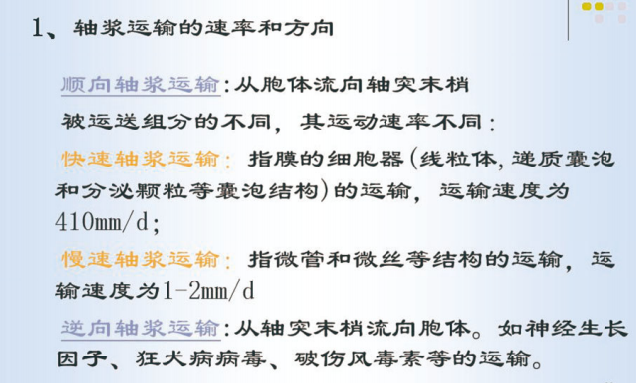 1、轴浆运输的速率和方向
顺向轴浆运输:从胞体流向轴突末梢
被运送组分的不同，其运动速率不同:
快速轴浆运输：指膜的细胞器(线粒体,递质囊泡
和分泌颗粒等囊泡结构)的运输，运输速度为
410mm/d;
慢速轴浆运输：指微管和微丝等结构的运输，运
输速度为1-2mm/d
逆向轴浆运输:从轴突末梢流向胞体。如神经生长
因子、狂犬病病毒、破伤风毒素等的运输。